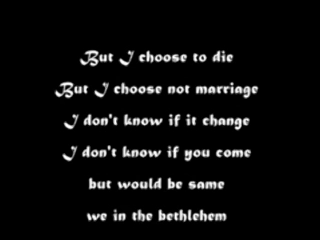 But I choose to die
But I choose not marriage
I don't know if it change
I don't know if you come
but would be same
we in the bethlehem